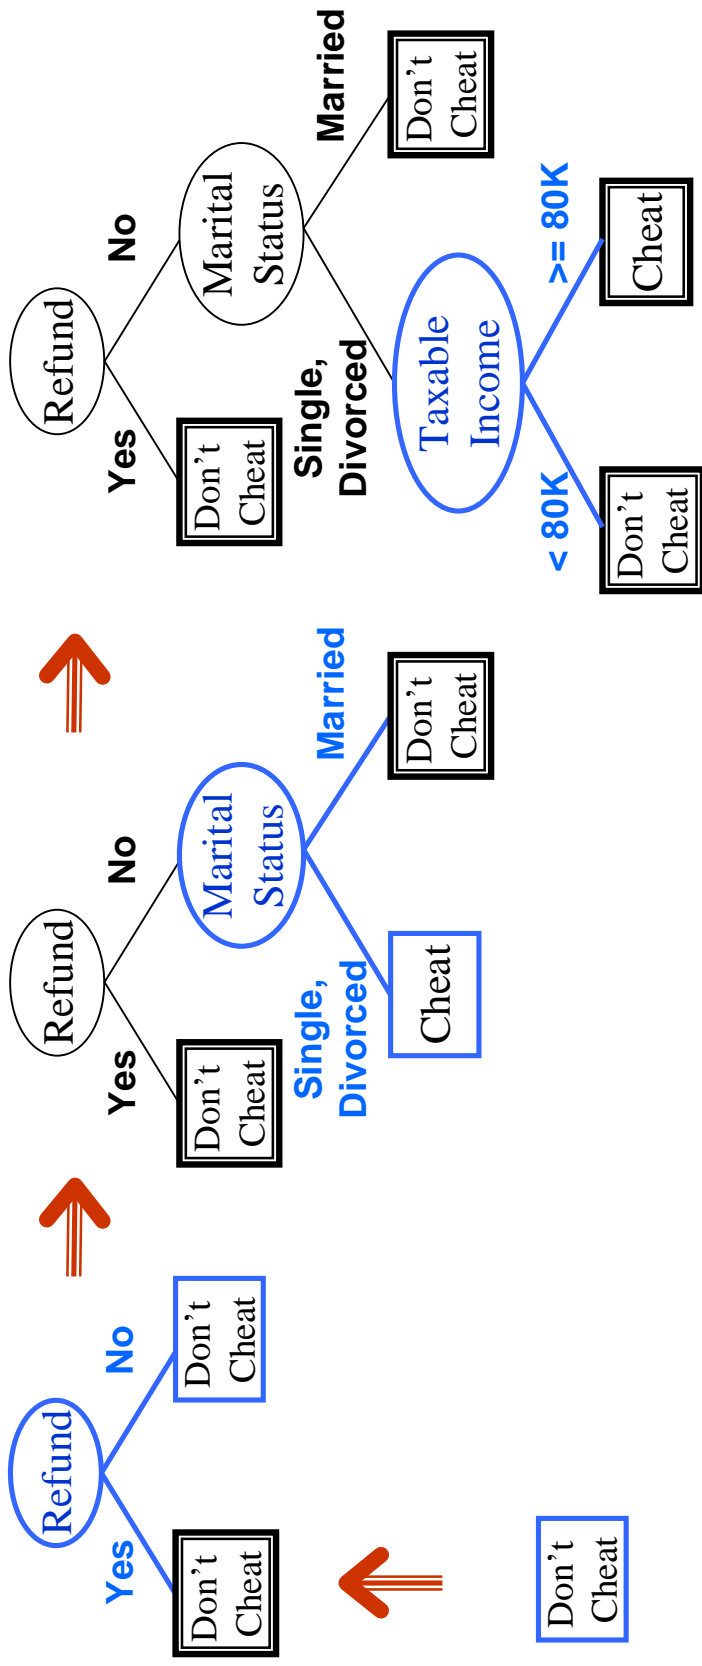 Refund
Yes
No
Don't
Cheat
Don't
Cheat
Don't
Cheat
Refund
Yes
No
Don't
Cheat
Marital
Status
Single,
Divorced
Married
Cheat
Don't
Cheat
Refund
Yes
No
Don't
Cheat
Marital
Status
Single,
Divorced
Married
Taxable
Income
Don't
Cheat
< 80K
>= 80K
Don't
Cheat
Cheat